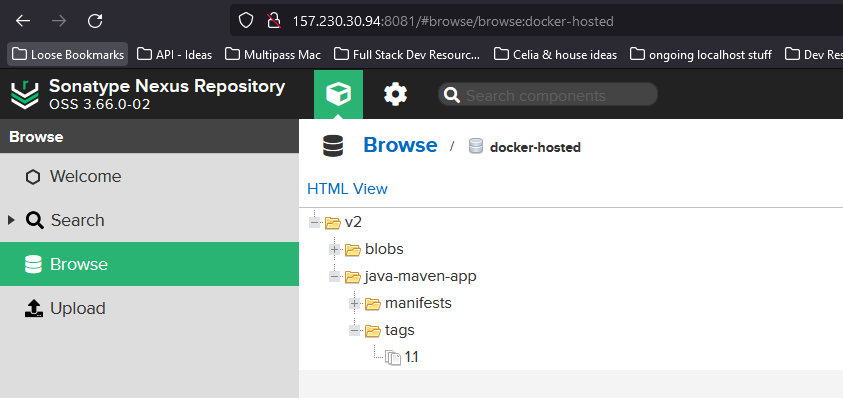 157.230.30.94:8081/#browse/browse:docker-hosted
Loose Bookmarks API - Ideas Multipass Mac Full Stack Dev Resourc... Celia & house ideas ongoing localhost stuff Dev Res
Sonatype Nexus Repository
OSS 3.66.0-02
Search components
Browse
Browse / docker-hosted
Welcome
HTML View
Search
Browse
Upload
v2
blobs
java-maven-app
manifests
tags
1.1